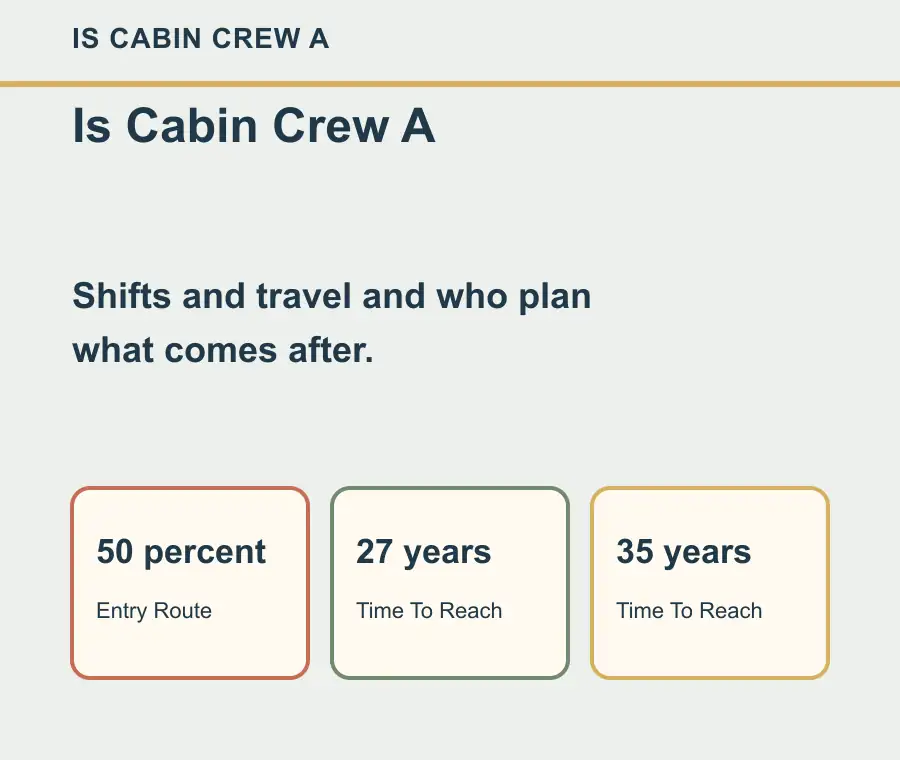 IS CABIN CREW A
Is Cabin Crew A
Shifts and travel and who plan
what comes after.
50 percent
Entry Route
27 years
Time To Reach
35 years
Time To Reach